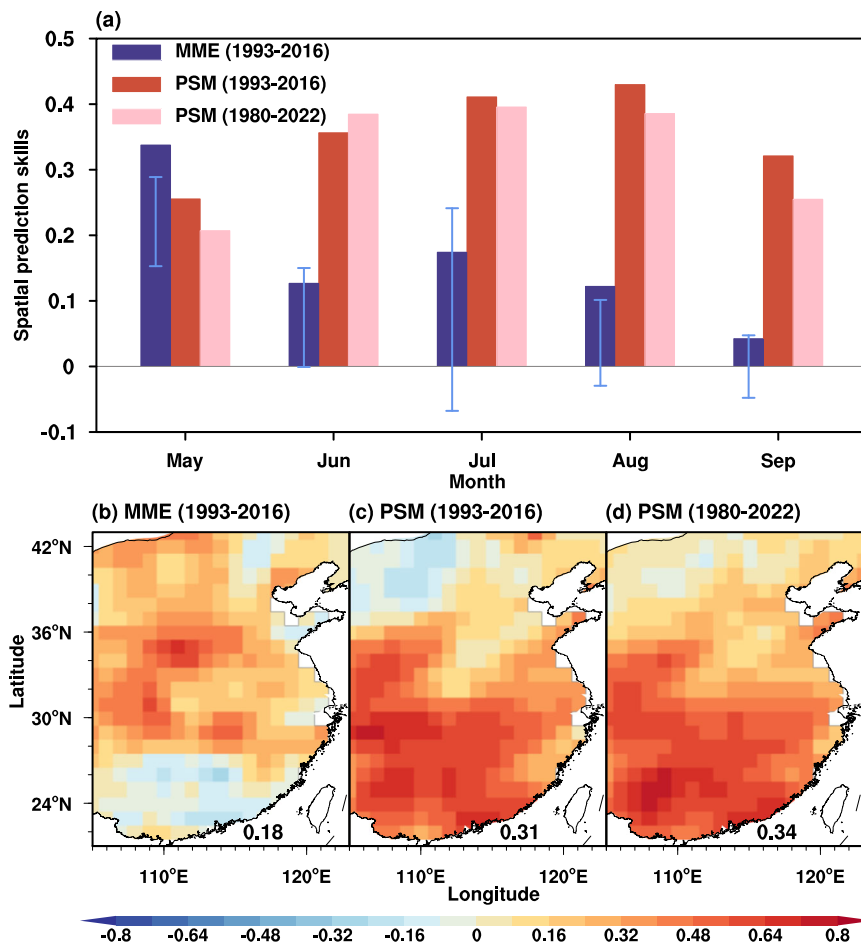 (a)
0.5
0.4
0.3
0.2
0.1
0
-0.1
Spatial prediction skills
MME (1993-2016)
PSM (1993-2016)
PSM (1980-2022)
May Jun Jul Aug Sep
Month
(b) MME (1993-2016) (c) PSM (1993-2016) (d) PSM (1980-2022)
42°N
36°N
30°N
24°N
Latitude
0.18 0.31 0.34
110°E 120°E 110°E 120°E 110°E 120°E
Longitude
-0.8 -0.64 -0.48 -0.32 -0.16 0 0.16 0.32 0.48 0.64 0.8